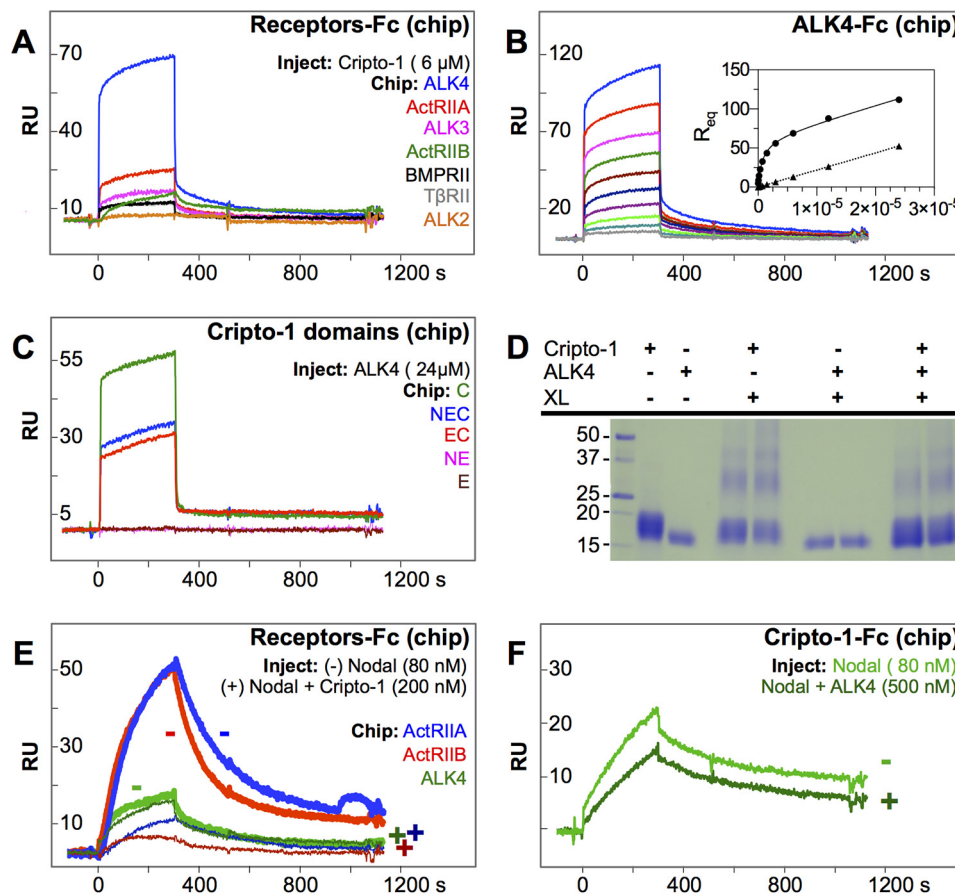 A
Receptors-Fc (chip)
Inject: Cripto-1 ( 6 µM)
Chip: ALK4
ActRIIA
ALK3
ActRIIB
BMPRII
TβRII
ALK2
RU
70
40
10
0 400 800 1200 s
B
ALK4-Fc (chip)
RU
120
70
20
0 400 800 1200 s
Req
150
100
50
0
1×10-5 2×10-5 3×10-5
C
Cripto-1 domains (chip)
Inject: ALK4 ( 24µM)
Chip: C
NEC
EC
NE
E
RU
55
30
5
0 400 800 1200 s
D
Cripto-1 + - + - +
ALK4 - + - + +
XL - - + + +
50
37
25
20
15
E
Receptors-Fc (chip)
Inject: (-) Nodal (80 nM)
(+) Nodal + Cripto-1 (200 nM)
Chip: ActRIIA
ActRIIB
ALK4
RU
50
30
10
- - -
+ + +
0 400 800 1200 s
F
Cripto-1-Fc (chip)
Inject: Nodal ( 80 nM)
Nodal + ALK4 (500 nM)
RU
30
20
10
-
+
0 400 800 1200 s